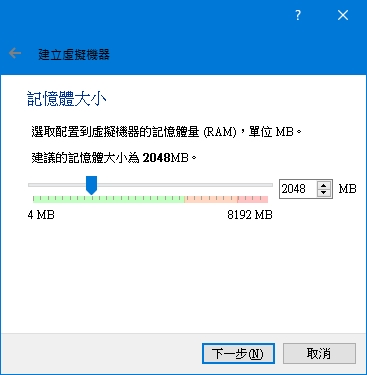 ?
建立虛擬機器
記憶體大小
選取配置到虛擬機器的記憶體量 (RAM)，單位 MB。
建議的記憶體大小為 2048MB。
2048 MB
4 MB 8192 MB
下一步(N) 取消